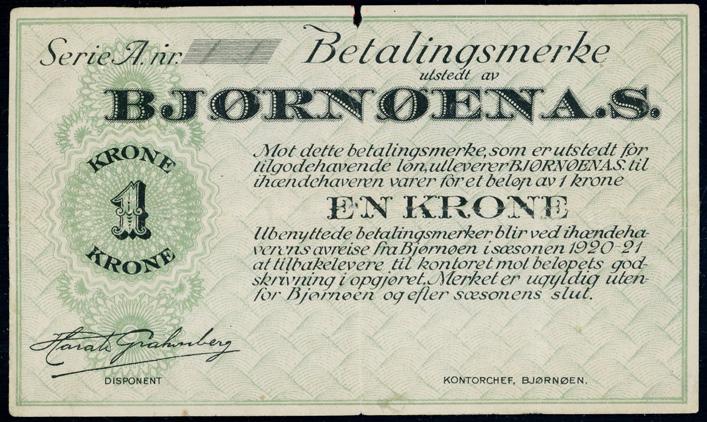 Serie A. nr.
Betalingsmerke
utstedt av
BJØRNØEN A.S.
KRONE
1
KRONE
Mot dette betalingsmerke, som er utstedt for
tilgodehavende løn, utleverer BJØRNØEN A.S. til
ihændehaveren varer for et beløp av 1 krone
EN KRONE
Ubenyttede betalingsmerker blir ved ihændeha-
verens avreise fra Bjørnøen i sæsonen 1920-21
at tilbakelevere til kontoret mot beløpets god-
skrivning i opgjøret. Merket er ugyldig uten-
for Bjørnøen og efter sæsonens slut.
DISPONENT
KONTORCHEF, BJØRNØEN.